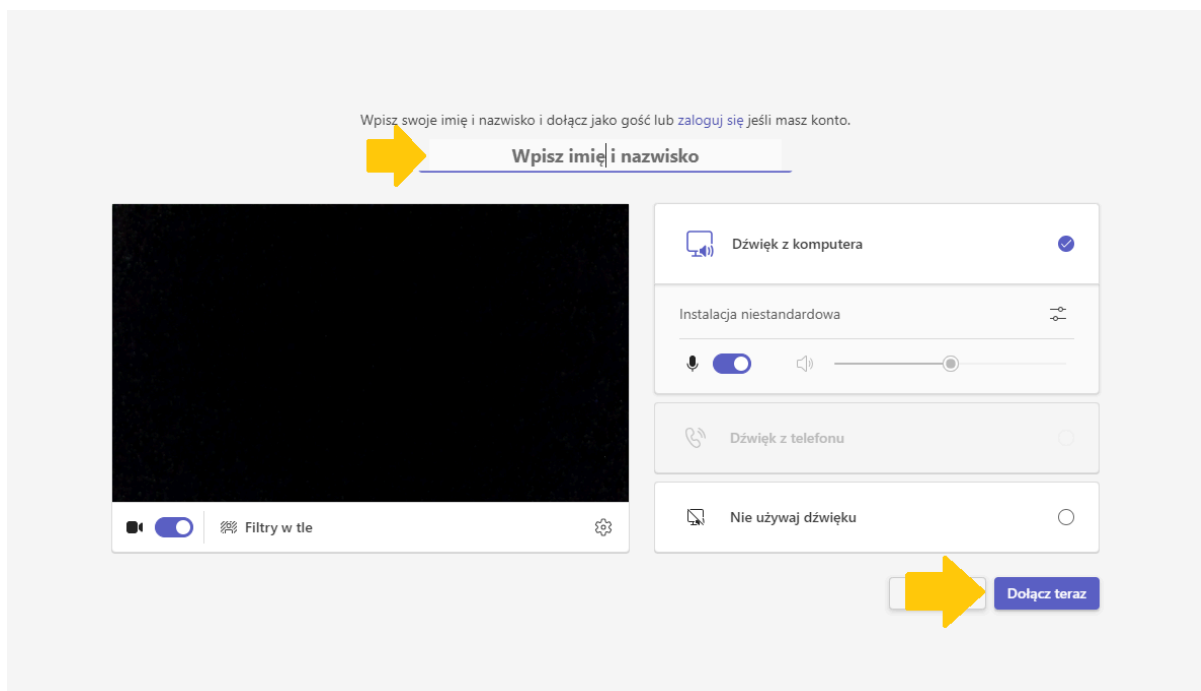 Wpisz swoje imię i nazwisko i dołącz jako gość lub zaloguj się jeśli masz konto.
Wpisz imię i nazwisko
Dźwięk z komputera
Instalacja niestandardowa
Dźwięk z telefonu
Filtry w tle
Nie używaj dźwięku
Dołącz teraz